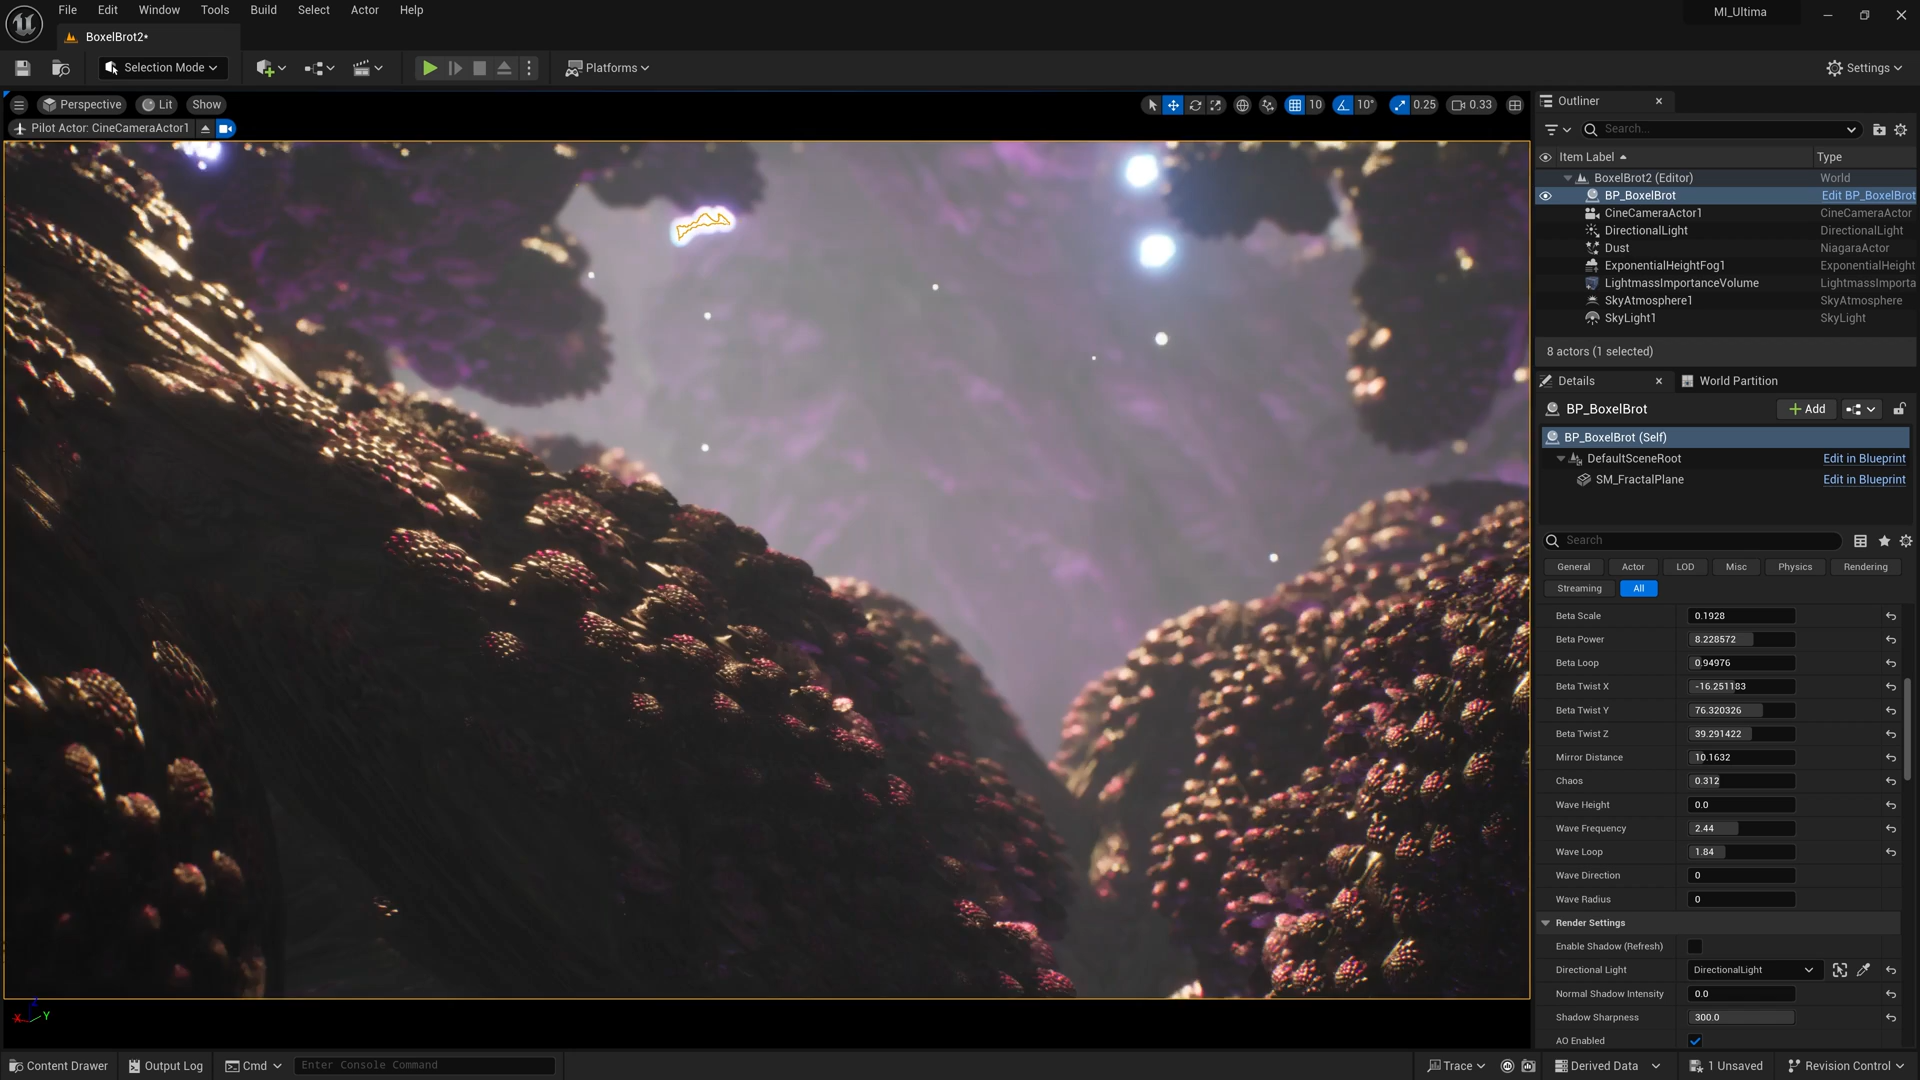 File Edit Window Tools Build Select Actor Help
MI_Ultima
BoxelBrot2*
Selection Mode
Platforms
Settings
Perspective Lit Show
10 10° 0.25 0.33
Pilot Actor: CineCameraActor1
Outliner
Search...
Item Label Type
BoxelBrot2 (Editor) World
BP_BoxelBrot Edit BP_BoxelBrot
CineCameraActor1 CineCameraActor
DirectionalLight DirectionalLight
Dust NiagaraActor
ExponentialHeightFog1 ExponentialHeight
LightmassImportanceVolume LightmassImporta
SkyAtmosphere1 SkyAtmosphere
SkyLight1 SkyLight
8 actors (1 selected)
Details World Partition
BP_BoxelBrot Add
BP_BoxelBrot (Self)
DefaultSceneRoot Edit in Blueprint
SM_FractalPlane Edit in Blueprint
Search
General Actor LOD Misc Physics Rendering
Streaming All
Beta Scale 0.1928
Beta Power 8.228572
Beta Loop 0.94976
Beta Twist X -16.251183
Beta Twist Y 76.320326
Beta Twist Z 39.291422
Mirror Distance 10.1632
Chaos 0.312
Wave Height 0.0
Wave Frequency 2.44
Wave Loop 1.84
Wave Direction 0
Wave Radius 0
Render Settings
Enable Shadow (Refresh)
Directional Light DirectionalLight
Normal Shadow Intensity 0.0
Shadow Sharpness 300.0
AO Enabled
X Y
Content Drawer Output Log Cmd Enter Console Command Trace Derived Data 1 Unsaved Revision Control